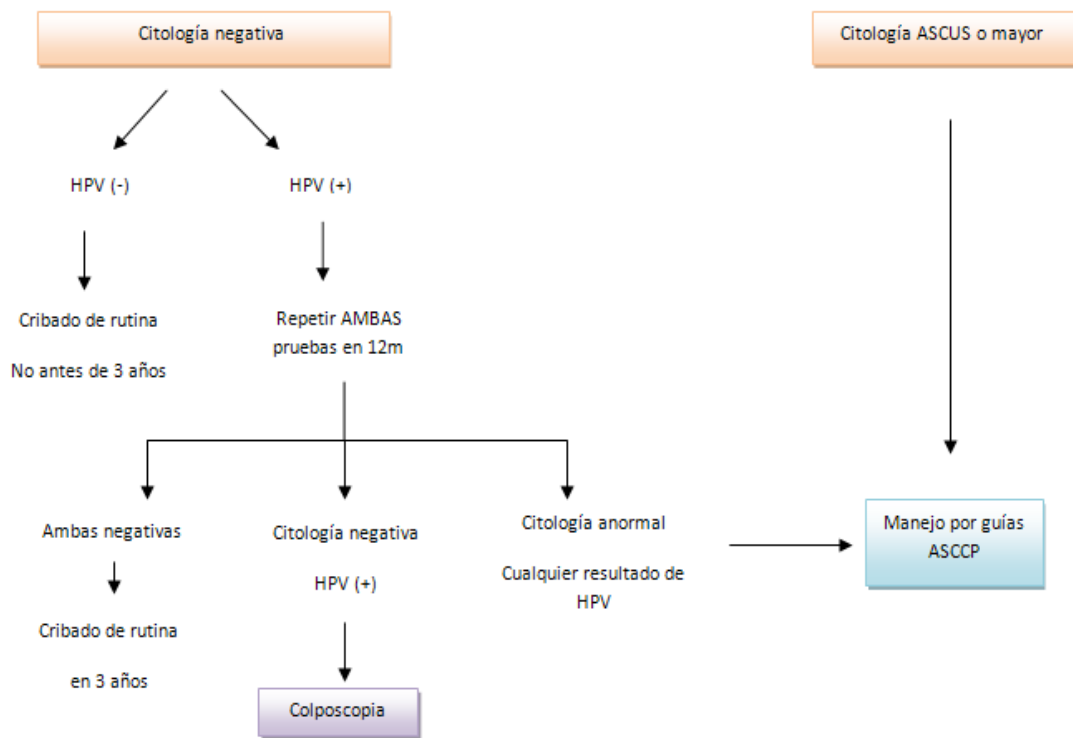 Citología negativa
Citología ASCUS o mayor
HPV (-)
HPV (+)
Cribado de rutina
No antes de 3 años
Repetir AMBAS
pruebas en 12m
Ambas negativas
Cribado de rutina
en 3 años
Citología negativa
HPV (+)
Colposcopia
Citología anormal
Cualquier resultado de
HPV
Manejo por guías
ASCCP